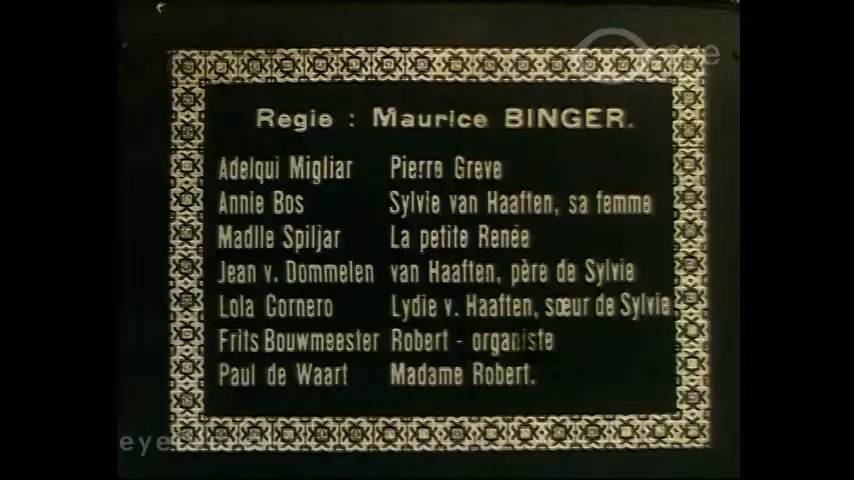 Regie : Maurice BINGER.
Adelqui Migliar Pierre Greve
Annie Bos Sylvie van Haaften, sa femme
Madlle Spiljar La petite Renée
Jean v. Dommelen van Haaften, père de Sylvie
Lola Cornero Lydie v. Haaften, sœur de Sylvie
Frits Bouwmeester Robert - organiste
Paul de Waart Madame Robert.
eye